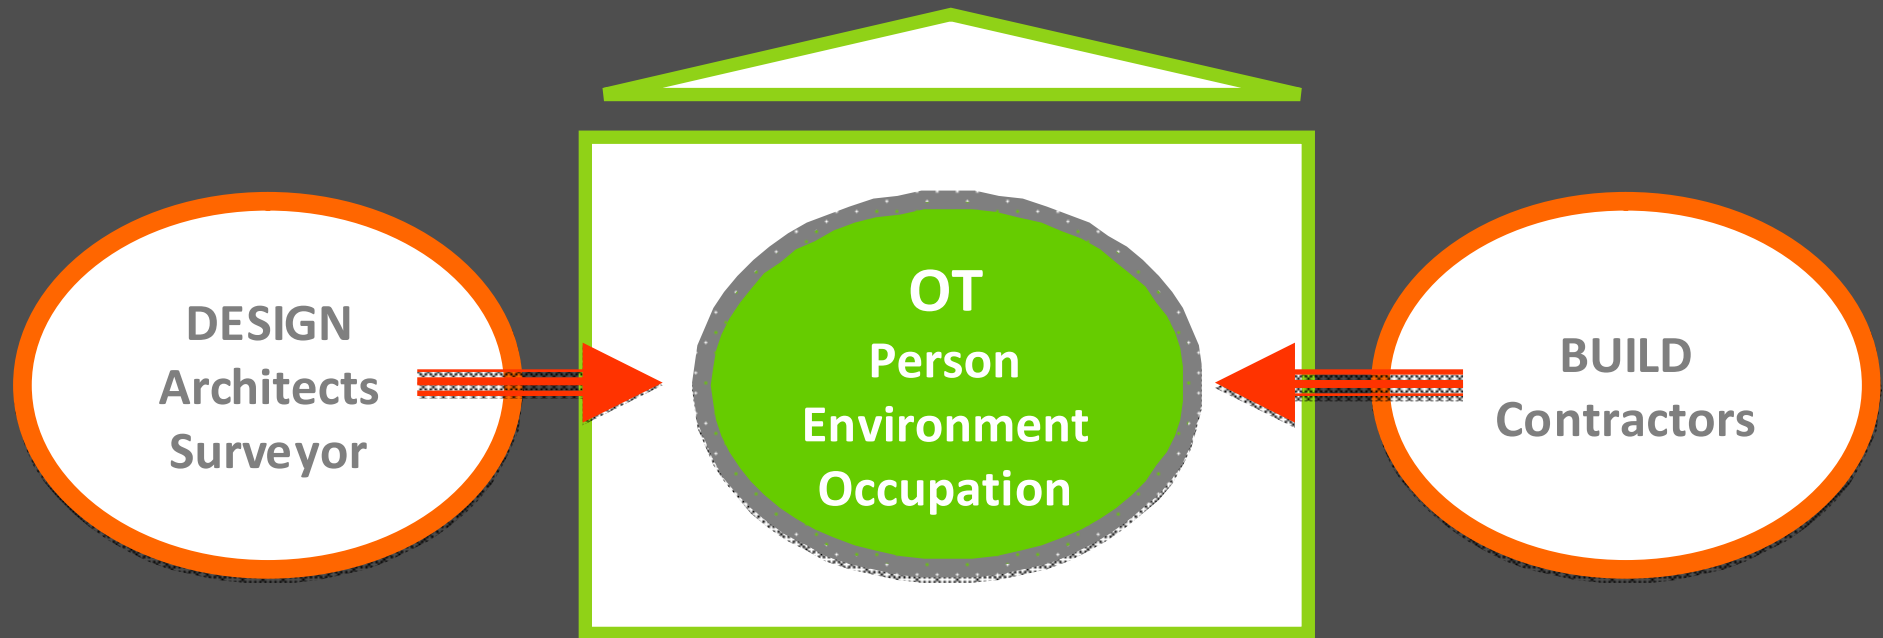 DESIGN
Architects
Surveyor
OT
Person
Environment
Occupation
BUILD
Contractors